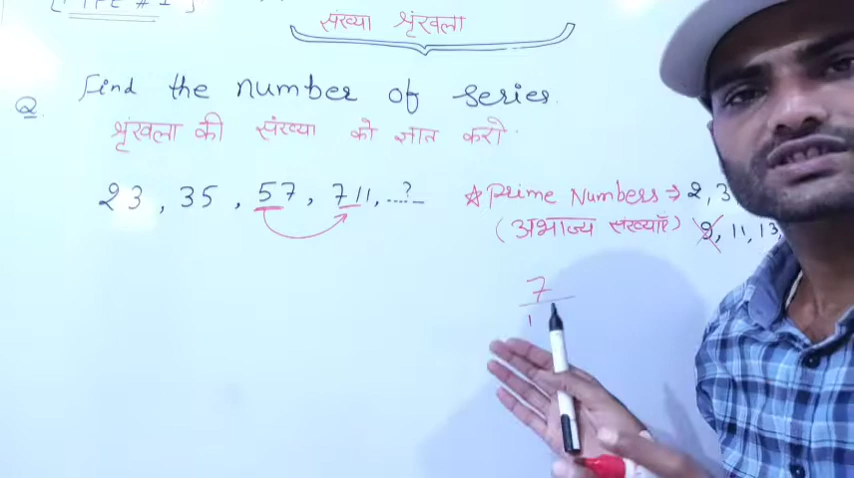 संख्या श्रृंखला
Q. Find the number of series.
श्रृंखला की संख्या को ज्ञात करो.
23, 35, 57, 711, ...?
☆ Prime Numbers ⇒ 2, 3
(अभाज्य संख्याएँ) 9, 11, 13,
7
1